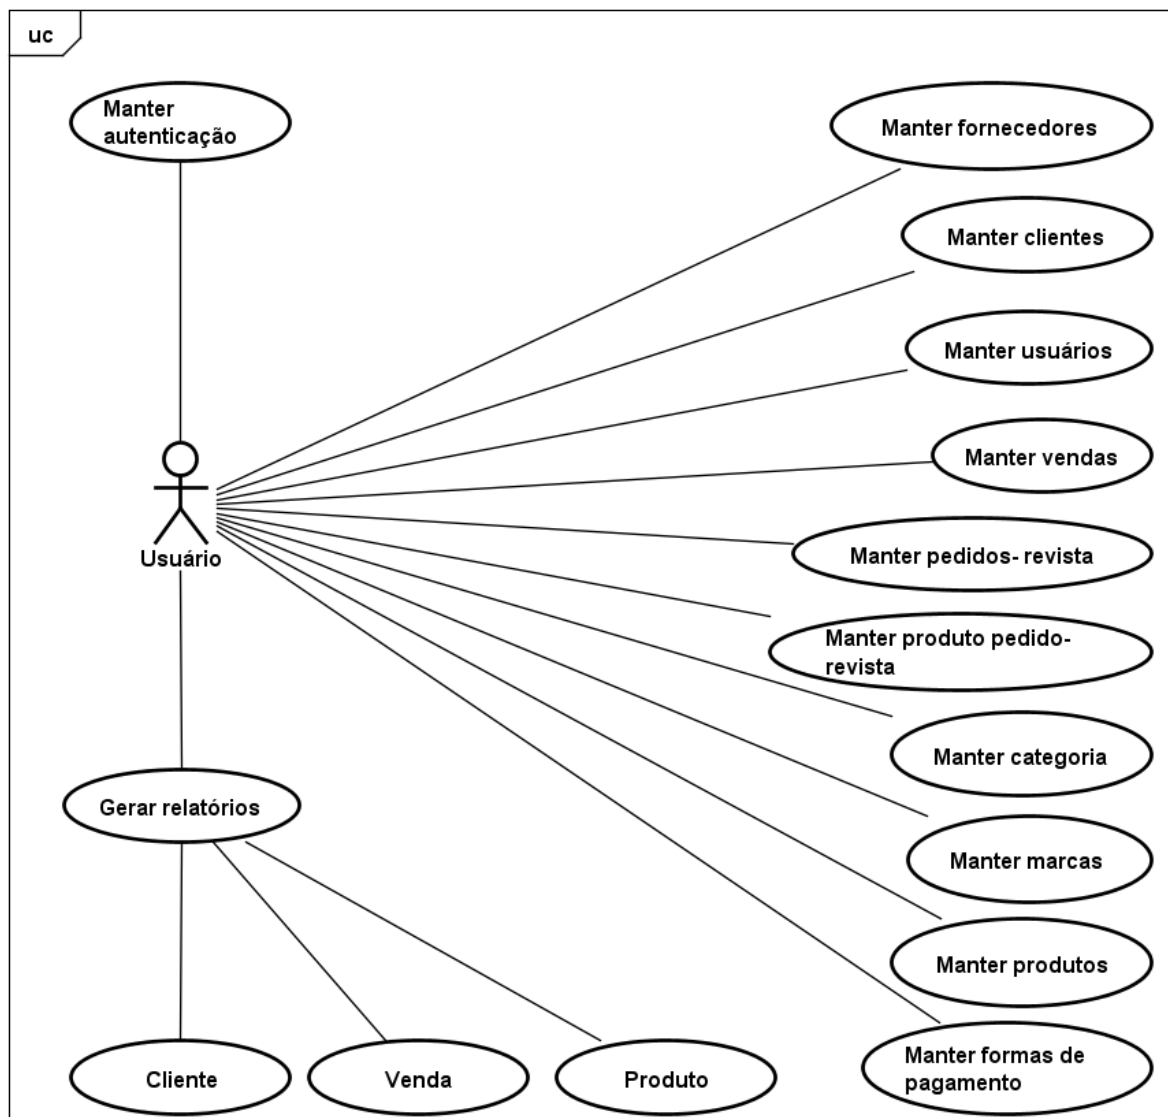 uc
Manter
autenticação
Manter fornecedores
Manter clientes
Manter usuários
Manter vendas
Usuário
Manter pedidos- revista
Manter produto pedido-
revista
Manter categoria
Gerar relatórios
Manter marcas
Manter produtos
Manter formas de
pagamento
Cliente
Venda
Produto